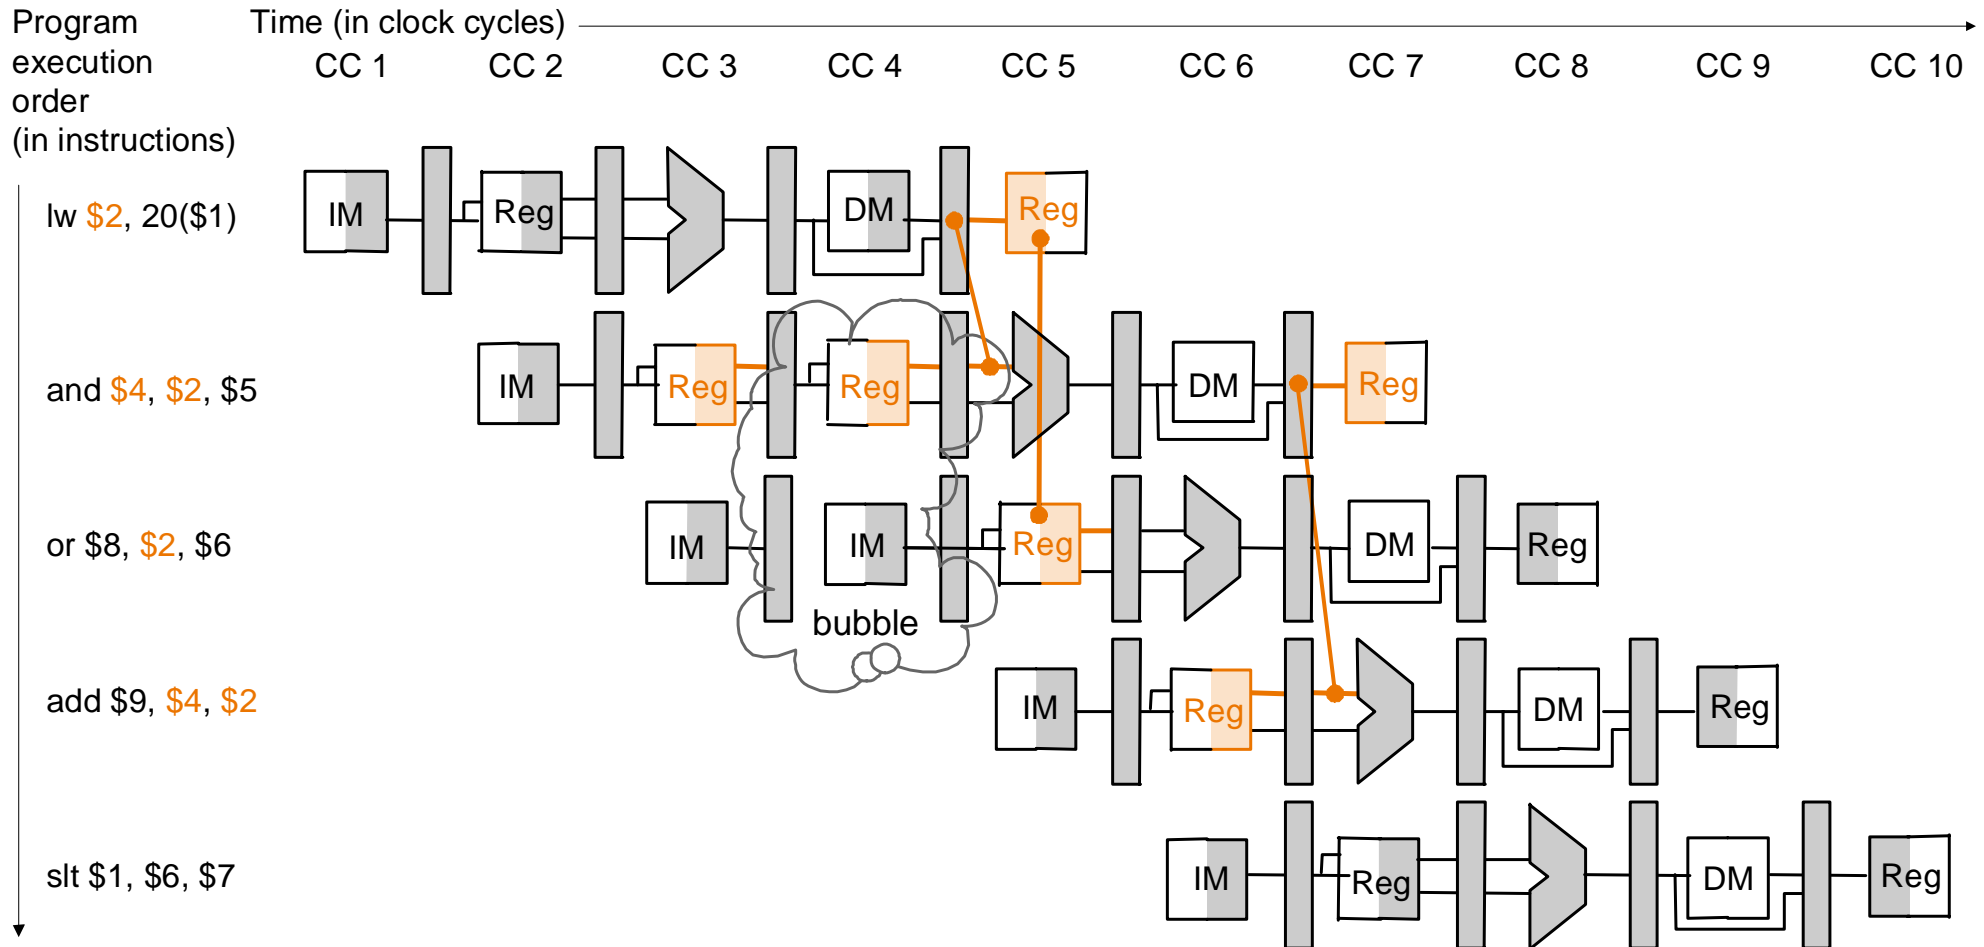 Program Time (in clock cycles)
execution CC 1 CC 2 CC 3 CC 4 CC 5 CC 6 CC 7 CC 8 CC 9 CC 10
order
(in instructions)
lw $2, 20($1) IM Reg DM Reg
and $4, $2, $5 IM Reg Reg DM Reg
or $8, $2, $6 IM IM Reg DM Reg
bubble
add $9, $4, $2 IM Reg DM Reg
slt $1, $6, $7 IM Reg DM Reg